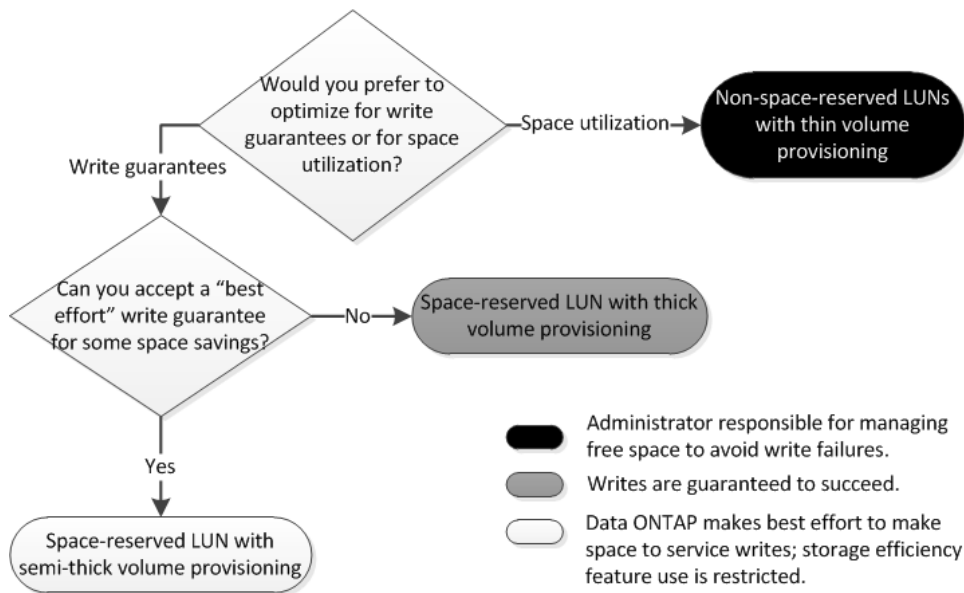 Would you prefer to
optimize for write
guarantees or for space
utilization?
Space utilization
Non-space-reserved LUNs
with thin volume
provisioning
Write guarantees
Can you accept a “best
effort” write guarantee
for some space savings?
No
Space-reserved LUN with thick
volume provisioning
Yes
Space-reserved LUN with
semi-thick volume provisioning
Administrator responsible for managing
free space to avoid write failures.
Writes are guaranteed to succeed.
Data ONTAP makes best effort to make
space to service writes; storage efficiency
feature use is restricted.